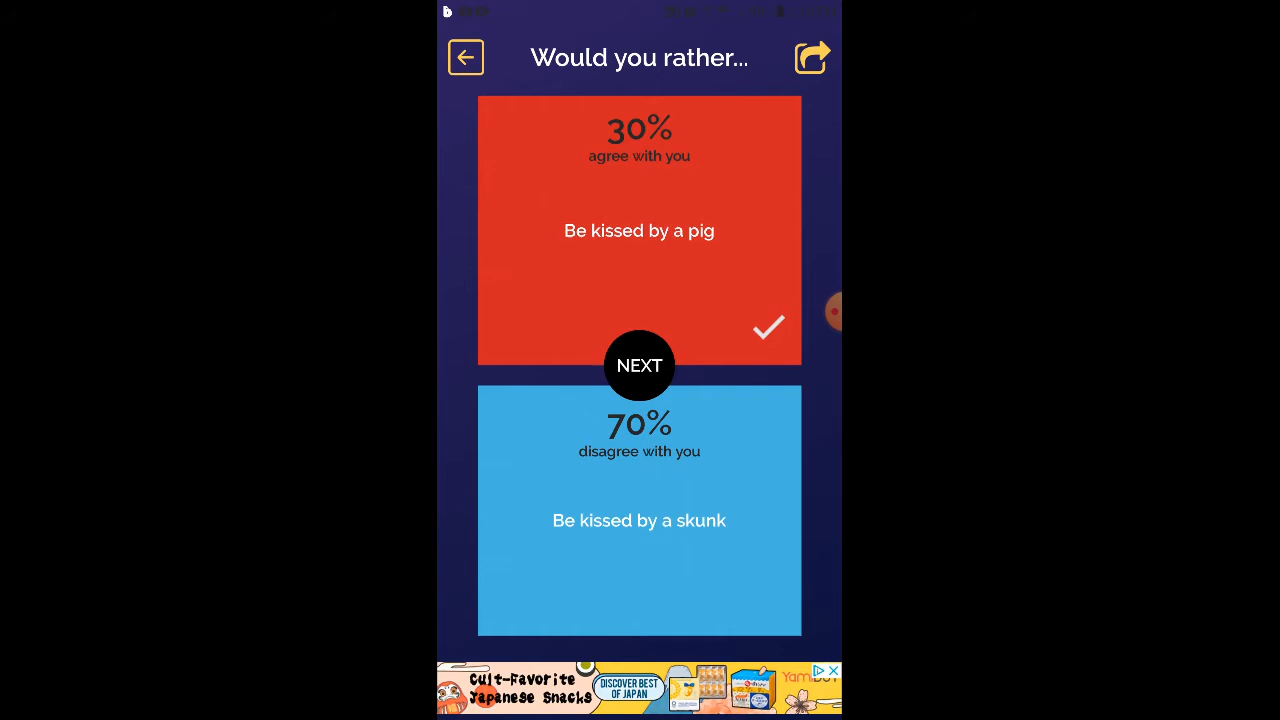 Would you rather...
30%
agree with you
Be kissed by a pig
NEXT
70%
disagree with you
Be kissed by a skunk
Cult-Favorite
Japanese Snacks
DISCOVER BEST
OF JAPAN